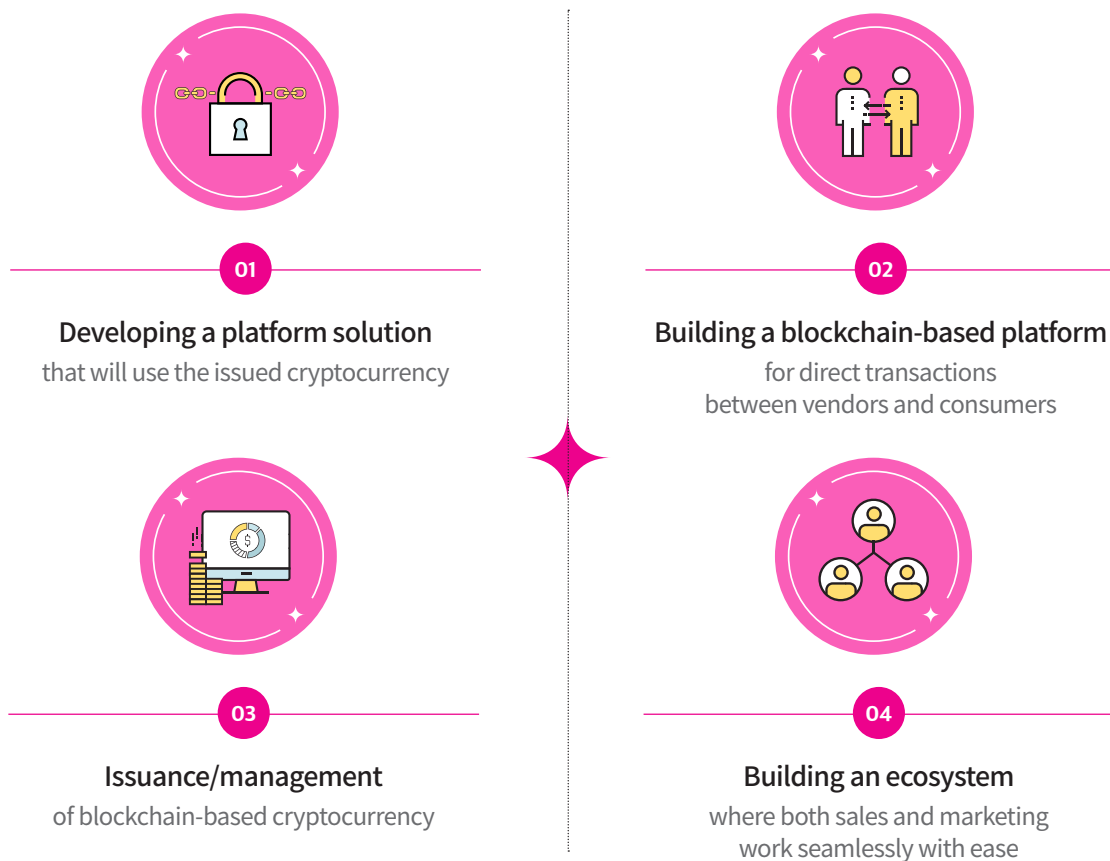 01
Developing a platform solution
that will use the issued cryptocurrency
02
Building a blockchain-based platform
for direct transactions
between vendors and consumers
$
03
Issuance/management
of blockchain-based cryptocurrency
04
Building an ecosystem
where both sales and marketing
work seamlessly with ease